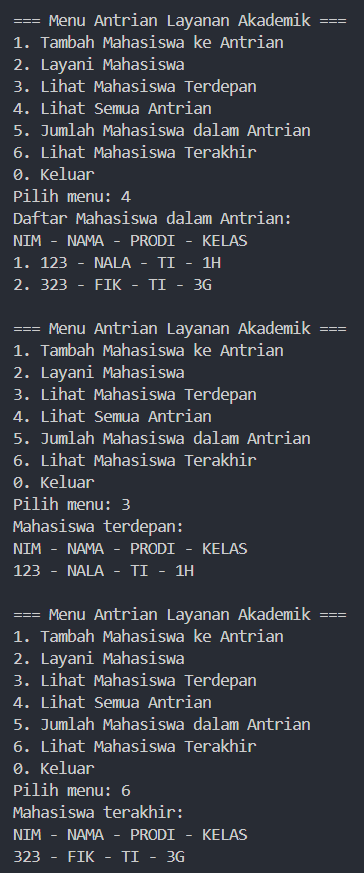 === Menu Antrian Layanan Akademik ===
1. Tambah Mahasiswa ke Antrian
2. Layani Mahasiswa
3. Lihat Mahasiswa Terdepan
4. Lihat Semua Antrian
5. Jumlah Mahasiswa dalam Antrian
6. Lihat Mahasiswa Terakhir
0. Keluar
Pilih menu: 4
Daftar Mahasiswa dalam Antrian:
NIM - NAMA - PRODI - KELAS
1. 123 - NALA - TI - 1H
2. 323 - FIK - TI - 3G

=== Menu Antrian Layanan Akademik ===
1. Tambah Mahasiswa ke Antrian
2. Layani Mahasiswa
3. Lihat Mahasiswa Terdepan
4. Lihat Semua Antrian
5. Jumlah Mahasiswa dalam Antrian
6. Lihat Mahasiswa Terakhir
0. Keluar
Pilih menu: 3
Mahasiswa terdepan:
NIM - NAMA - PRODI - KELAS
123 - NALA - TI - 1H

=== Menu Antrian Layanan Akademik ===
1. Tambah Mahasiswa ke Antrian
2. Layani Mahasiswa
3. Lihat Mahasiswa Terdepan
4. Lihat Semua Antrian
5. Jumlah Mahasiswa dalam Antrian
6. Lihat Mahasiswa Terakhir
0. Keluar
Pilih menu: 6
Mahasiswa terakhir:
NIM - NAMA - PRODI - KELAS
323 - FIK - TI - 3G